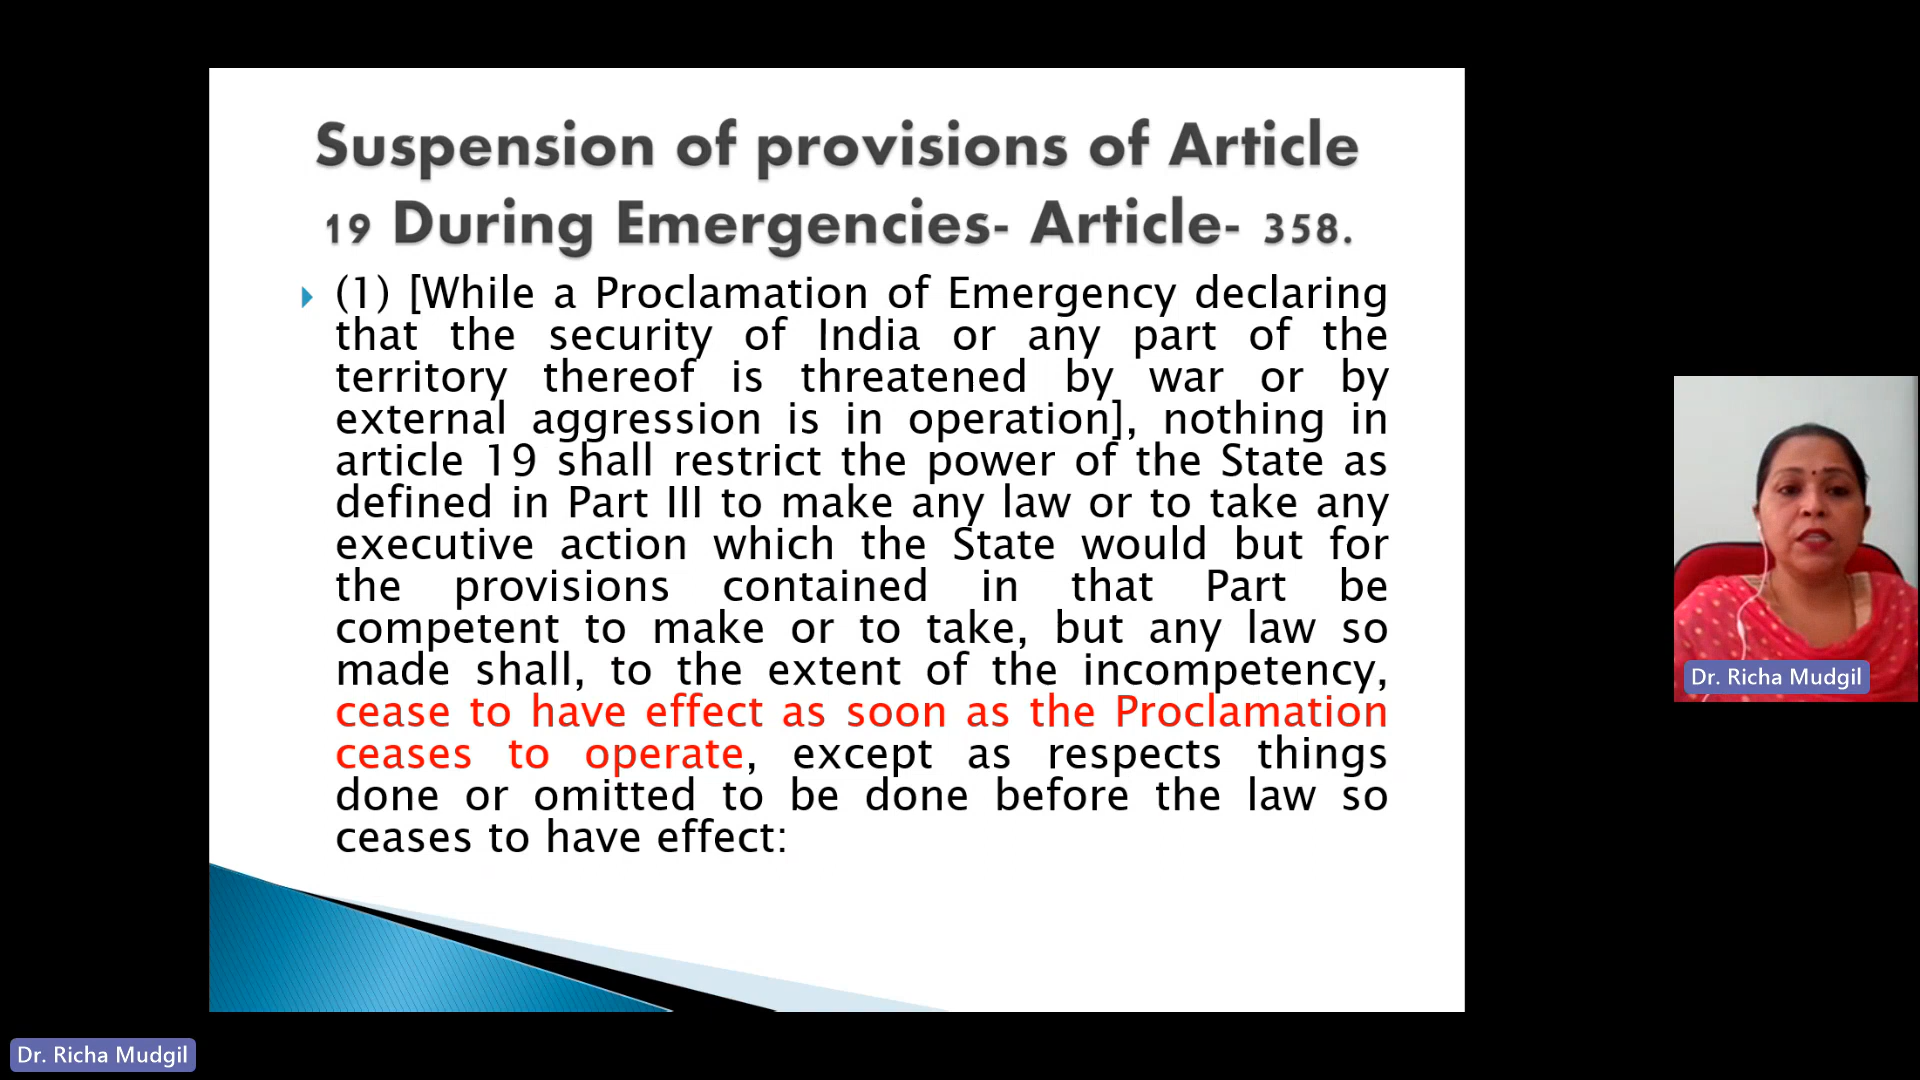 Suspension of provisions of Article
19 During Emergencies- Article- 358.
(1) [While a Proclamation of Emergency declaring
that the security of India or any part of the
territory thereof is threatened by war or by
external aggression is in operation], nothing in
article 19 shall restrict the power of the State as
defined in Part III to make any law or to take any
executive action which the State would but for
the provisions contained in that Part be
competent to make or to take, but any law so
made shall, to the extent of the incompetency,
cease to have effect as soon as the Proclamation
ceases to operate, except as respects things
done or omitted to be done before the law so
ceases to have effect:
Dr. Richa Mudgil
Dr. Richa Mudgil